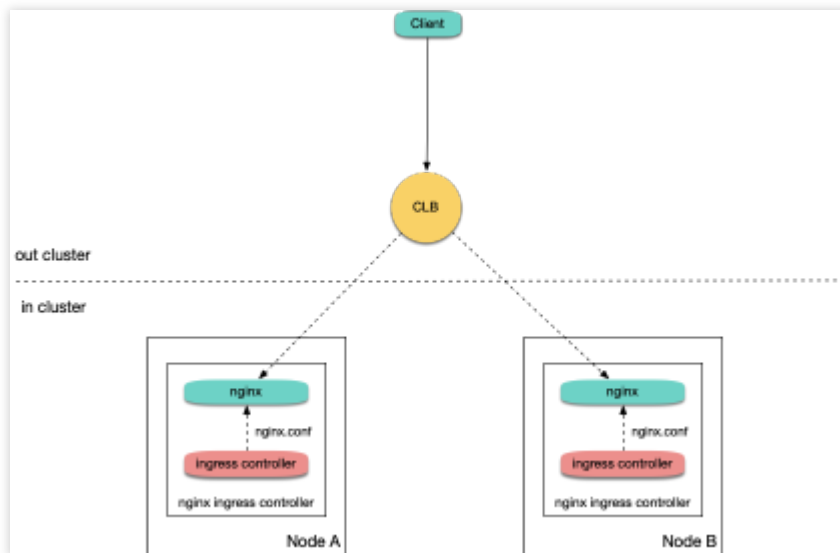 Client
CLB
out cluster
in cluster
nginx
nginx.conf
ingress controller
nginx ingress controller
Node A
nginx
nginx.conf
ingress controller
nginx ingress controller
Node B